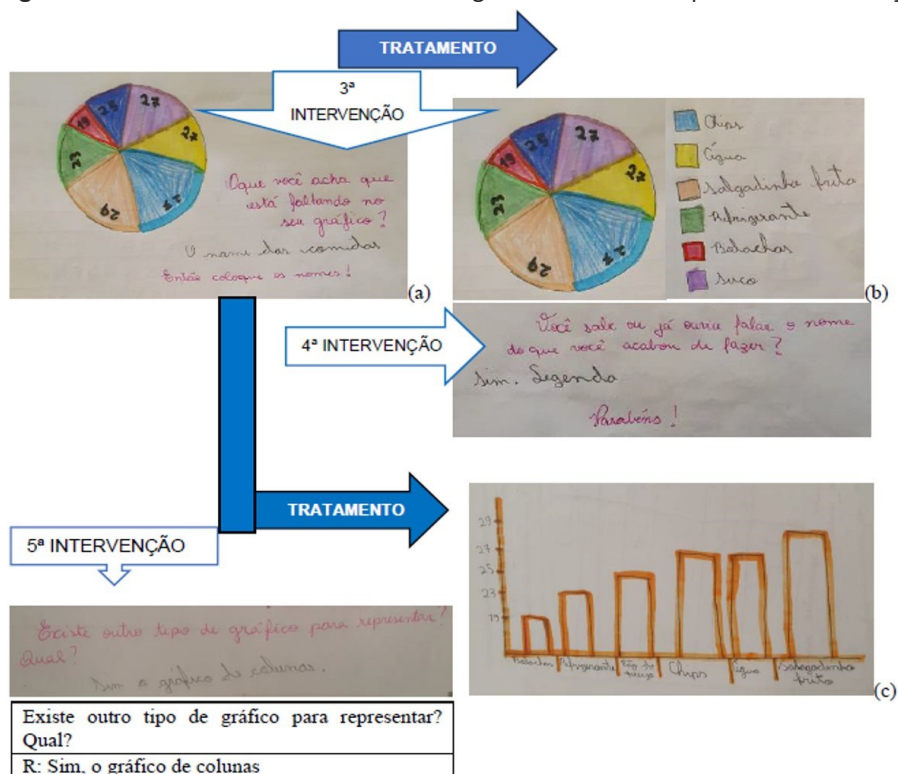 TRATAMENTO
3ª
INTERVENÇÃO
25
27
27
27
29
23
19
Oque você acha que
está faltando no
seu gráfico?
O nome das comidas
Então coloque os nomes!
(a)
25
27
27
27
29
23
19
Chips
Água
Salgadinho frito
Refrigerante
Bolachas
Suco
(b)
4ª INTERVENÇÃO
Você sabe ou já ouviu falar o nome
do que você acabou de fazer?
Sim. Legenda
Parabéns!
TRATAMENTO
5ª INTERVENÇÃO
Existe outro tipo de gráfico para representar?
Qual?
Sim o gráfico de colunas.
29
27
25
23
19
Bolachas Refrigerante Chips Água Salgadinho
frito
(c)
Existe outro tipo de gráfico para representar?
Qual?
R: Sim, o gráfico de colunas